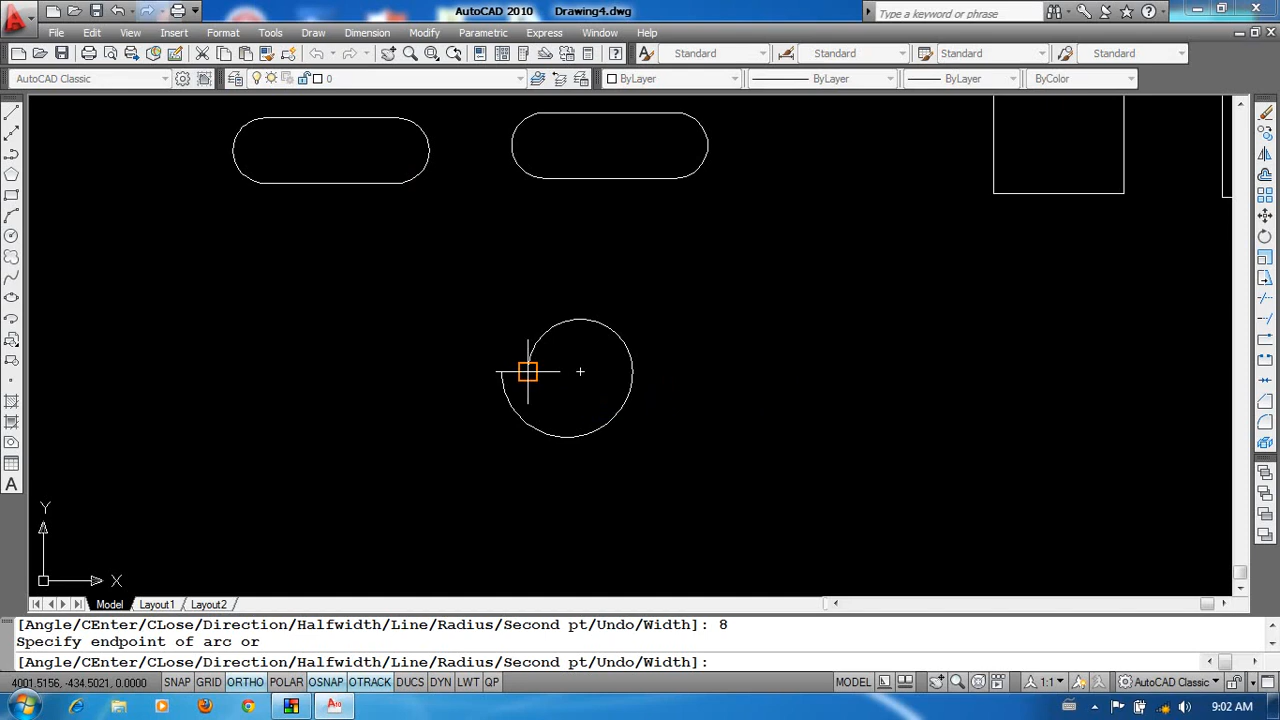 AutoCAD 2010 Drawing4.dwg
Type a keyword or phrase
File Edit View Insert Format Tools Draw Dimension Modify Parametric Express Window Help
Standard Standard Standard Standard
AutoCAD Classic 0 ByLayer ByLayer ByLayer ByColor
A
Y
X
Model Layout1 Layout2
[Angle/CEnter/CLose/Direction/Halfwidth/Line/Radius/Second pt/Undo/Width]: 8
Specify endpoint of arc or
[Angle/CEnter/CLose/Direction/Halfwidth/Line/Radius/Second pt/Undo/Width]:
4001.5156, -434.5021, 0.0000 SNAP GRID ORTHO POLAR OSNAP OTRACK DUCS DYN LWT QP MODEL 1:1 AutoCAD Classic
9:02 AM